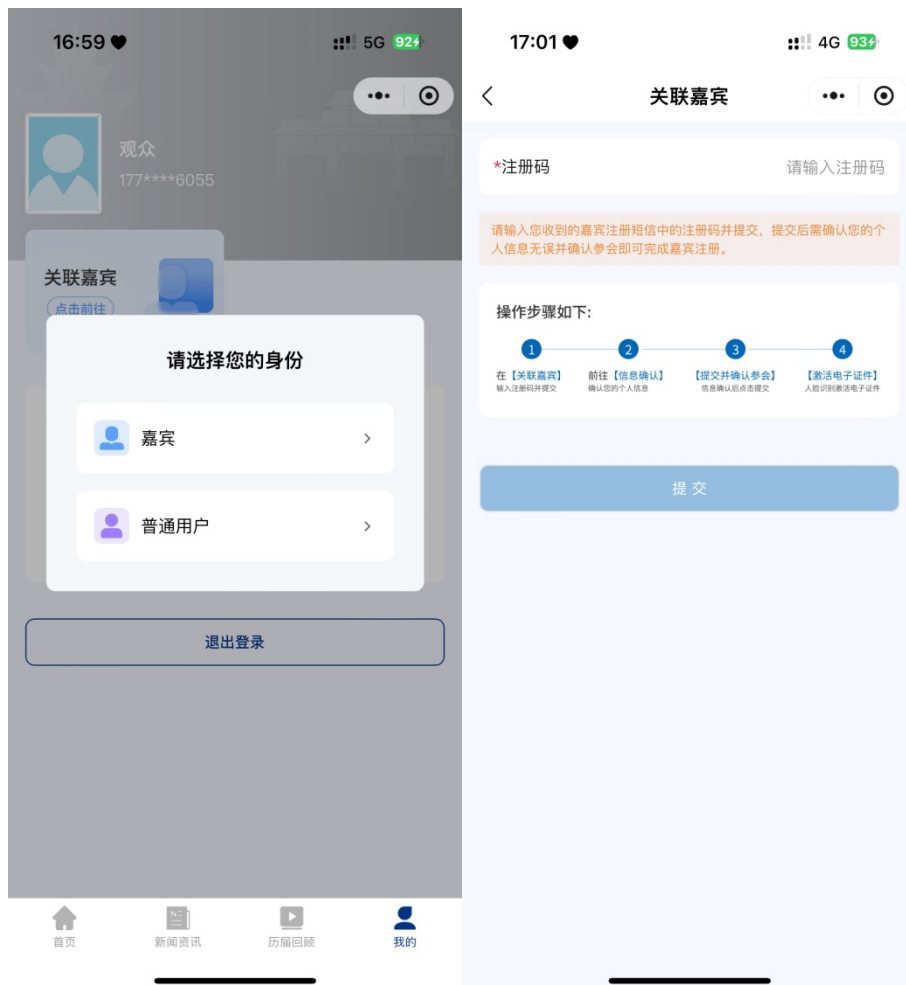 16:59
5G 92
观众
177****6055
关联嘉宾
点击前往
请选择您的身份
嘉宾
普通用户
退出登录
首页
新闻资讯
历届回顾
我的
17:01
4G 93
关联嘉宾
*注册码
请输入注册码
请输入您收到的嘉宾注册短信中的注册码并提交，提交后需确认您的个
人信息无误并确认参会即可完成嘉宾注册。
操作步骤如下:
1 2 3 4
在【关联嘉宾】 前往【信息确认】 【提交并确认参会】 【激活电子证件】
输入注册码并提交 确认您的个人信息 信息确认后点击提交 人脸识别激活电子证件
提交